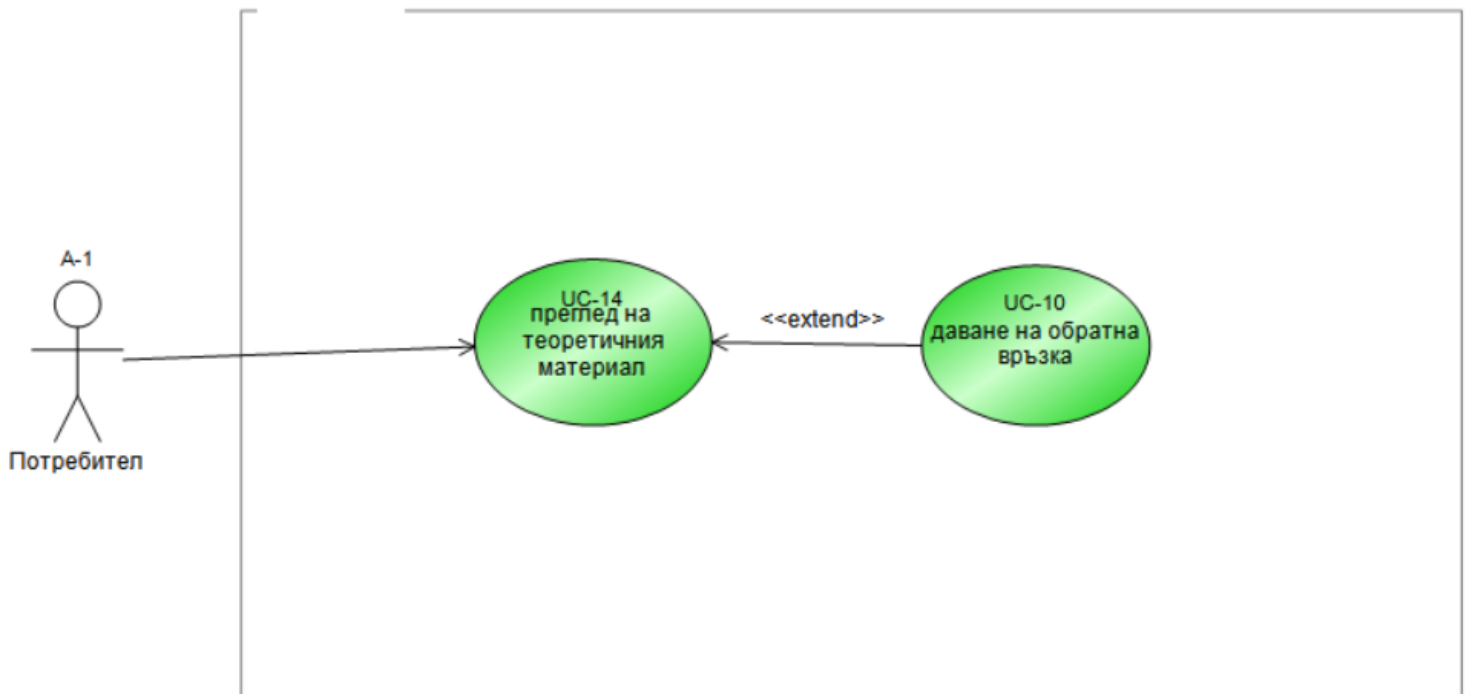 A-1
Потребител
UC-14
преглед на
теоретичния
материал
<<extend>>
UC-10
даване на обратна
връзка